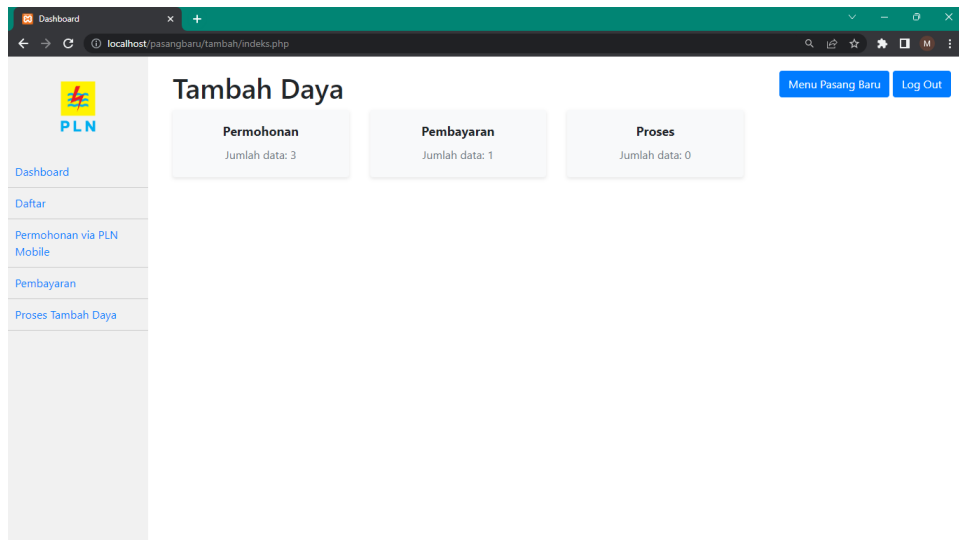 Dashboard
localhost/pasangbaru/tambah/indeks.php
M
PLN
Dashboard
Daftar
Permohonan via PLN
Mobile
Pembayaran
Proses Tambah Daya
Tambah Daya
Menu Pasang Baru
Log Out
Permohonan
Jumlah data: 3
Pembayaran
Jumlah data: 1
Proses
Jumlah data: 0